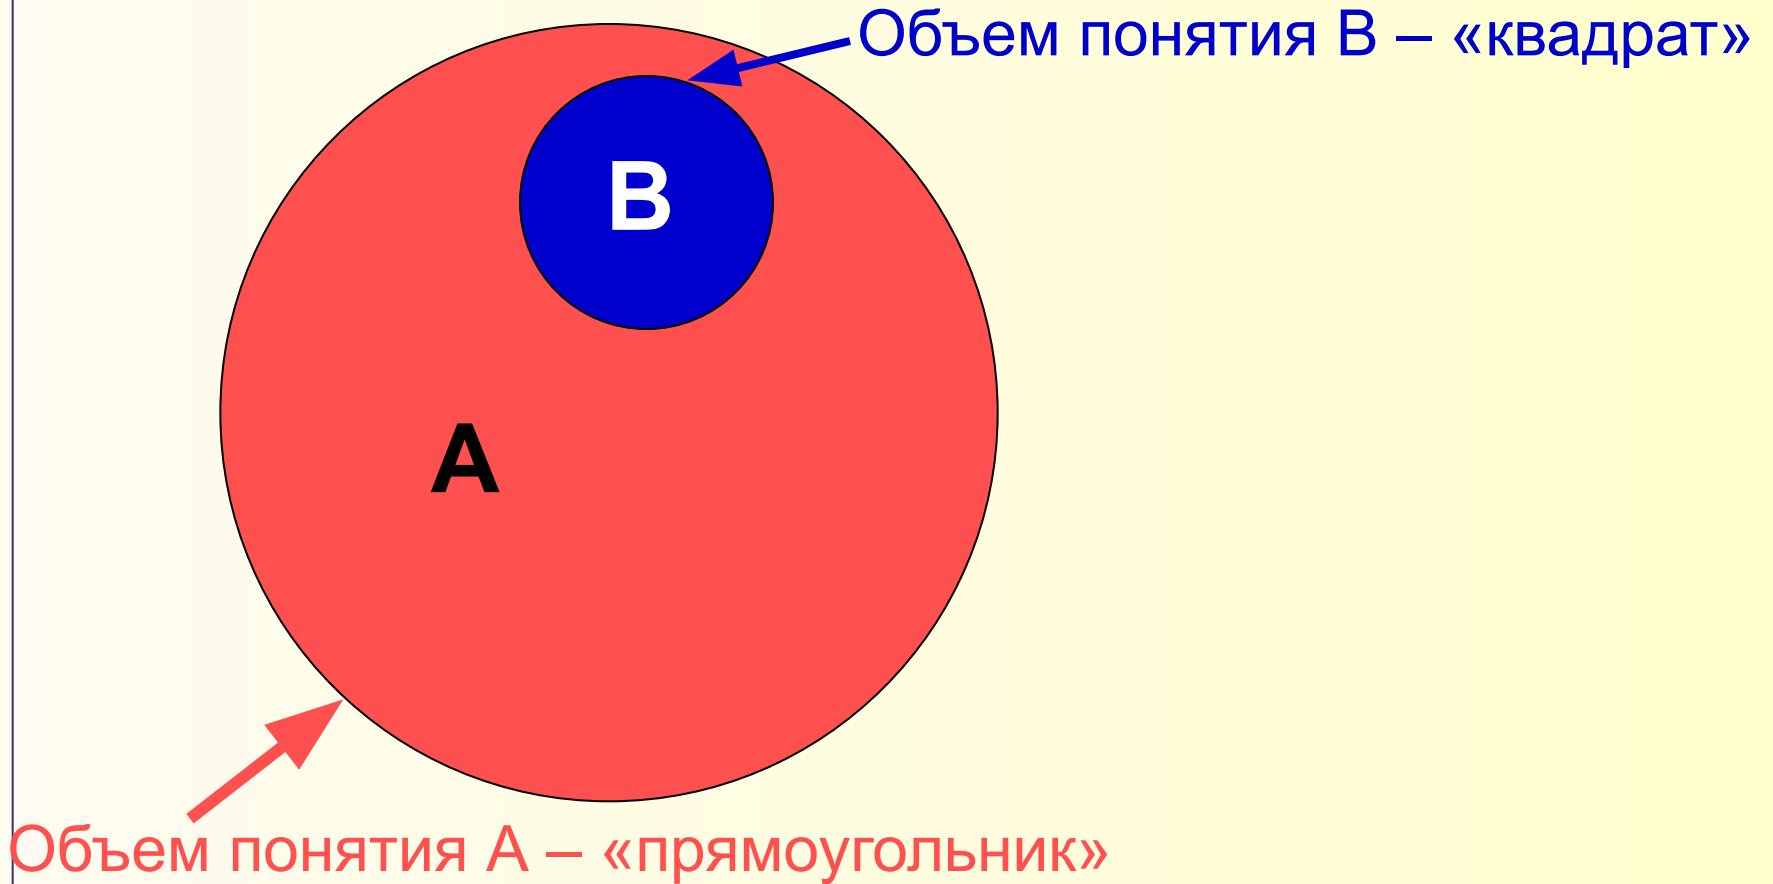 Объем понятия В – «квадрат»
В
А
Объем понятия А – «прямоугольник»